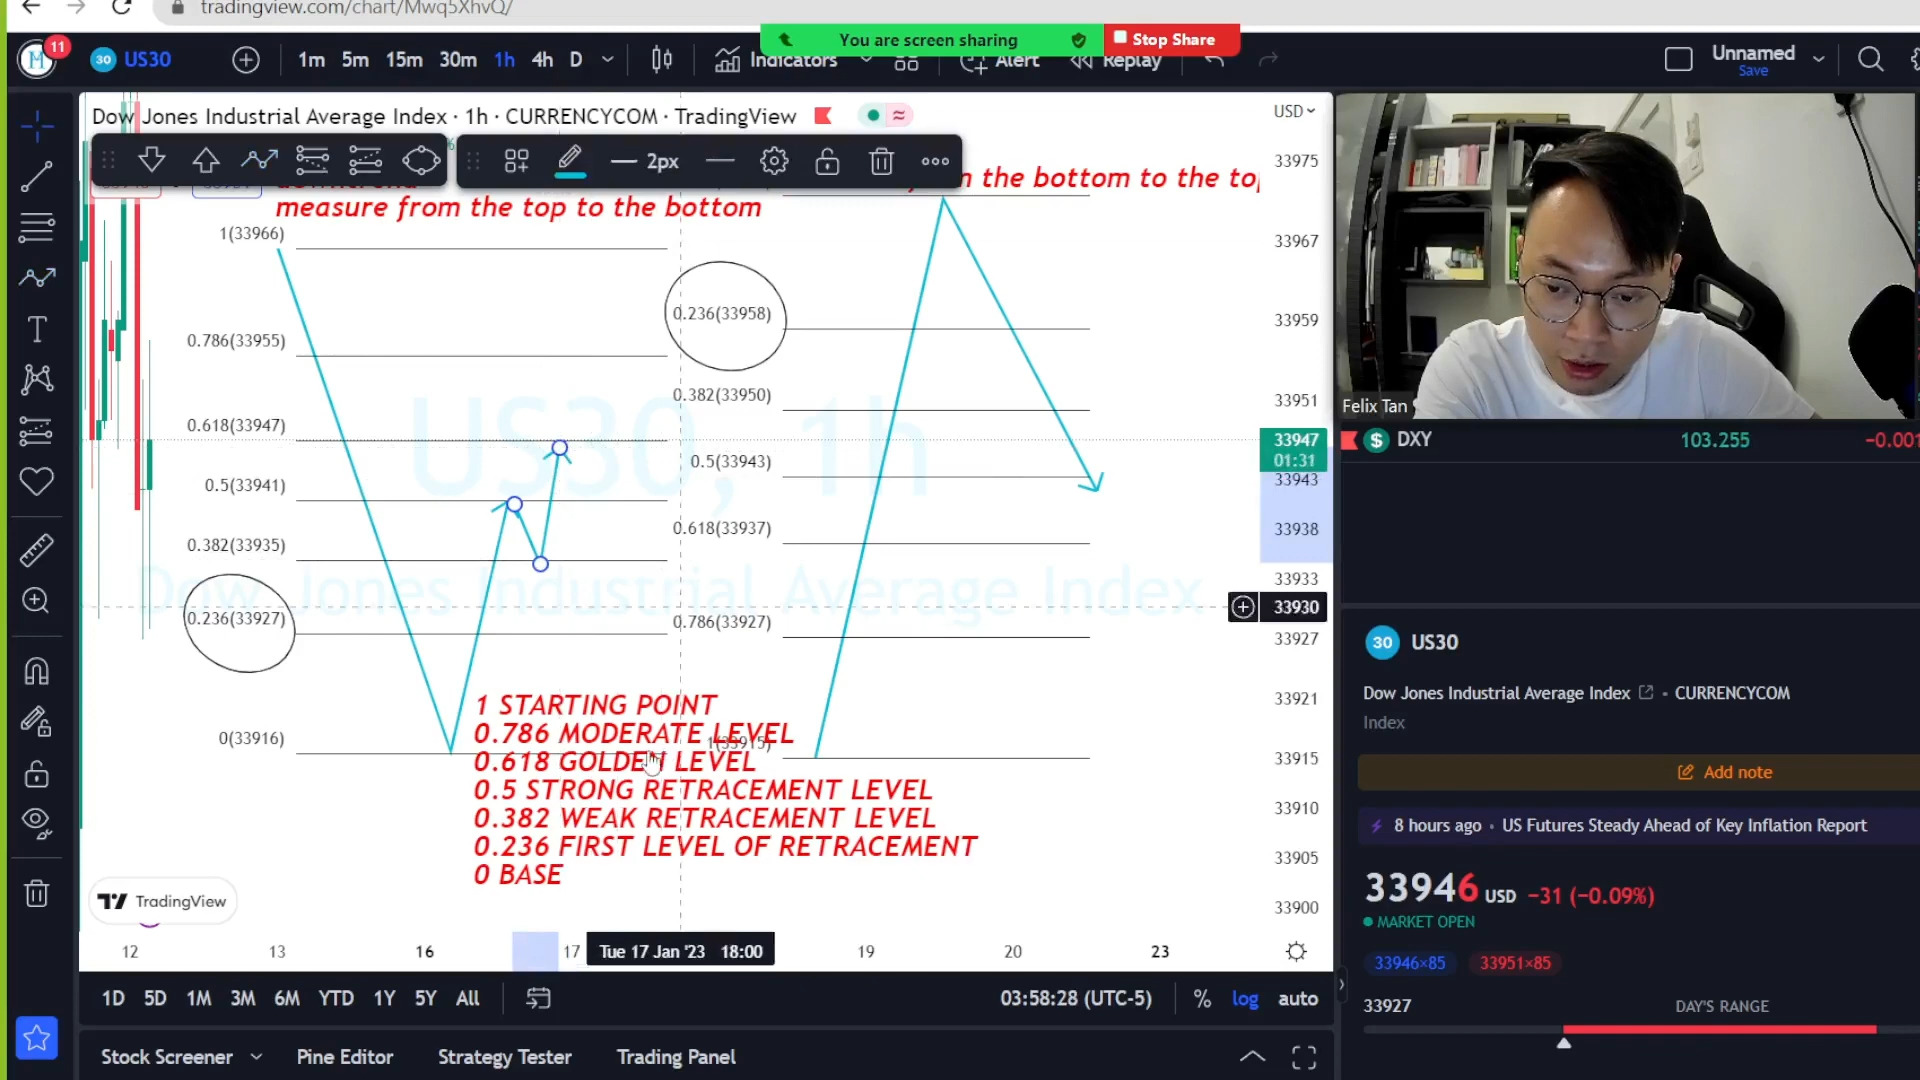 tradingview.com/chart/Mwq5XhvQ/
You are screen sharing
Stop Share
11
30 US30
1m 5m 15m 30m 1h 4h D
Indicators
Alert
Replay
Unnamed
Save
Dow Jones Industrial Average Index · 1h · CURRENCYCOM · TradingView
USD
2px
n the bottom to the to
measure from the top to the bottom
1(33966)
0.786(33955)
0.618(33947)
0.5(33941)
0.382(33935)
0.236(33927)
0(33916)
0.236(33958)
0.382(33950)
0.5(33943)
0.618(33937)
0.786(33927)
1(33915)
US30, 1h
Dow Jones Industrial Average Index
1 STARTING POINT
0.786 MODERATE LEVEL
0.618 GOLDEN LEVEL
0.5 STRONG RETRACEMENT LEVEL
0.382 WEAK RETRACEMENT LEVEL
0.236 FIRST LEVEL OF RETRACEMENT
0 BASE
33975
33967
33959
33951
33947
01:31
33943
33938
33933
33930
33927
33921
33915
33910
33905
33900
TradingView
12 13 16 17 Tue 17 Jan '23 18:00 19 20 23
1D 5D 1M 3M 6M YTD 1Y 5Y All
03:58:28 (UTC-5) % log auto
Stock Screener Pine Editor Strategy Tester Trading Panel
Felix Tan
DXY 103.255 −0.001
30 US30
Dow Jones Industrial Average Index · CURRENCYCOM
Index
Add note
8 hours ago · US Futures Steady Ahead of Key Inflation Report
33946 USD −31 (−0.09%)
MARKET OPEN
33946×85 33951×85
33927 DAY'S RANGE